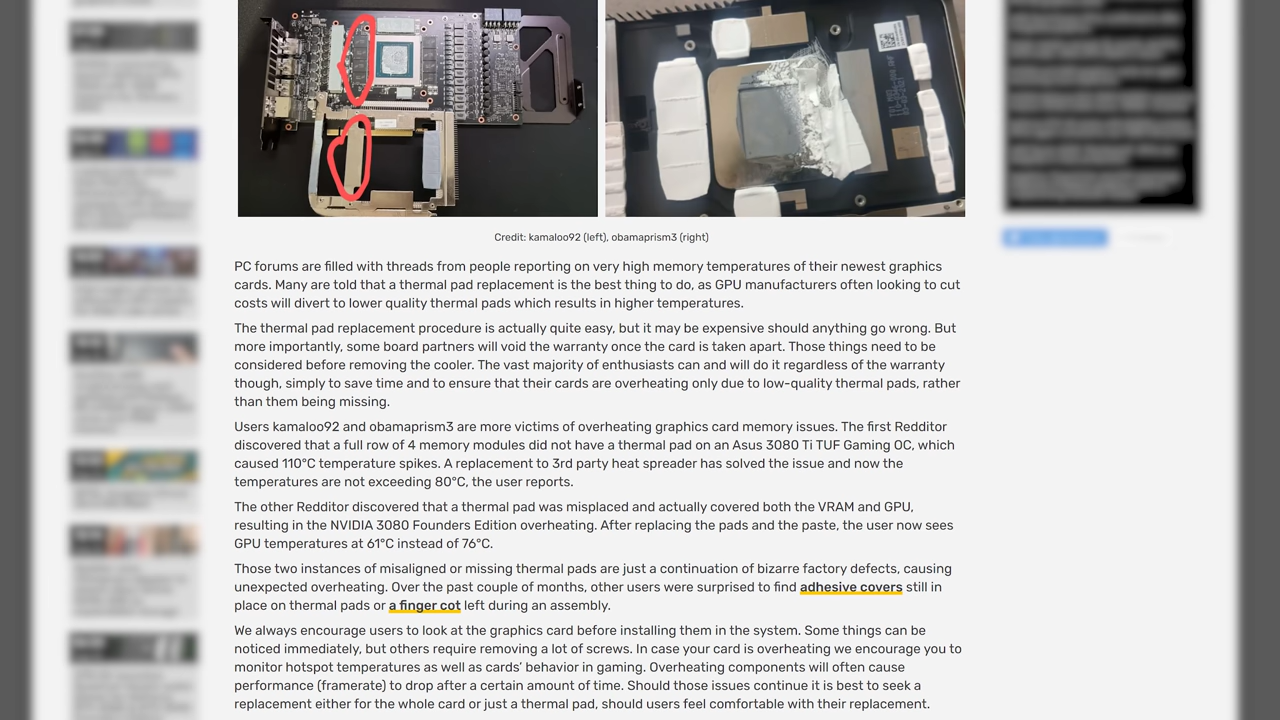 Credit: kamaloo92 (left), obamaprism3 (right)
PC forums are filled with threads from people reporting on very high memory temperatures of their newest graphics
cards. Many are told that a thermal pad replacement is the best thing to do, as GPU manufacturers often looking to cut
costs will divert to lower quality thermal pads which results in higher temperatures.
The thermal pad replacement procedure is actually quite easy, but it may be expensive should anything go wrong. But
more importantly, some board partners will void the warranty once the card is taken apart. Those things need to be
considered before removing the cooler. The vast majority of enthusiasts can and will do it regardless of the warranty
though, simply to save time and to ensure that their cards are overheating only due to low-quality thermal pads, rather
than them being missing.
Users kamaloo92 and obamaprism3 are more victims of overheating graphics card memory issues. The first Redditor
discovered that a full row of 4 memory modules did not have a thermal pad on an Asus 3080 Ti TUF Gaming OC, which
caused 110°C temperature spikes. A replacement to 3rd party heat spreader has solved the issue and now the
temperatures are not exceeding 80°C, the user reports.
The other Redditor discovered that a thermal pad was misplaced and actually covered both the VRAM and GPU,
resulting in the NVIDIA 3080 Founders Edition overheating. After replacing the pads and the paste, the user now sees
GPU temperatures at 61°C instead of 76°C.
Those two instances of misaligned or missing thermal pads are just a continuation of bizarre factory defects, causing
unexpected overheating. Over the past couple of months, other users were surprised to find adhesive covers still in
place on thermal pads or a finger cot left during an assembly.
We always encourage users to look at the graphics card before installing them in the system. Some things can be
noticed immediately, but others require removing a lot of screws. In case your card is overheating we encourage you to
monitor hotspot temperatures as well as cards' behavior in gaming. Overheating components will often cause
performance (framerate) to drop after a certain amount of time. Should those issues continue it is best to seek a
replacement either for the whole card or just a thermal pad, should users feel comfortable with their replacement.